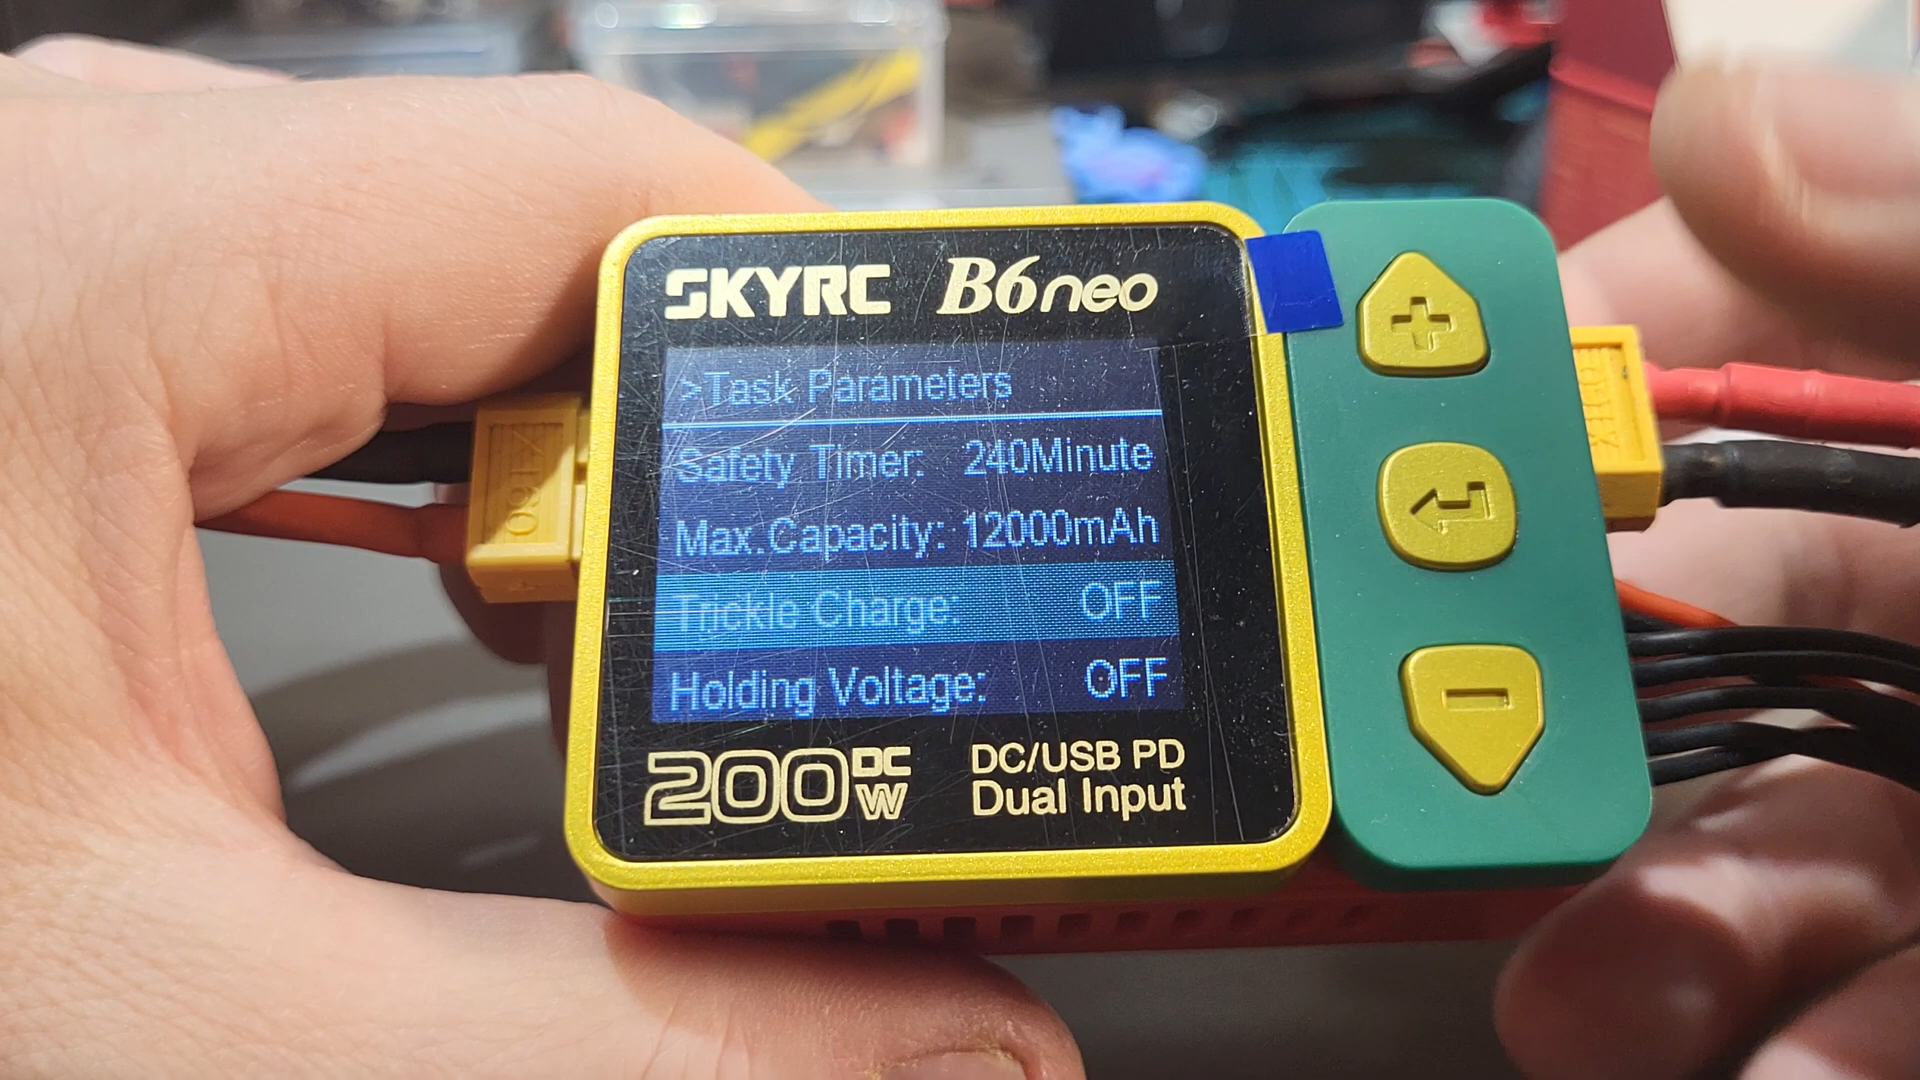 SKYRC B6neo
>Task Parameters
Safety Timer: 240Minute
Max.Capacity: 12000mAh
Trickle Charge: OFF
Holding Voltage: OFF
200 DC W
DC/USB PD
Dual Input
XT60